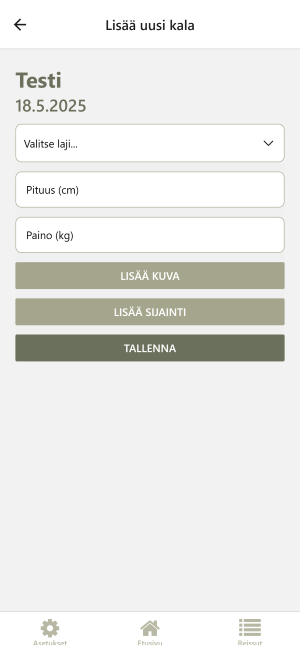 Lisää uusi kala
Testi
18.5.2025
Valitse laji...
Pituus (cm)
Paino (kg)
LISÄÄ KUVA
LISÄÄ SIJAINTI
TALLENNA
Asetukset Etusivu Reissut